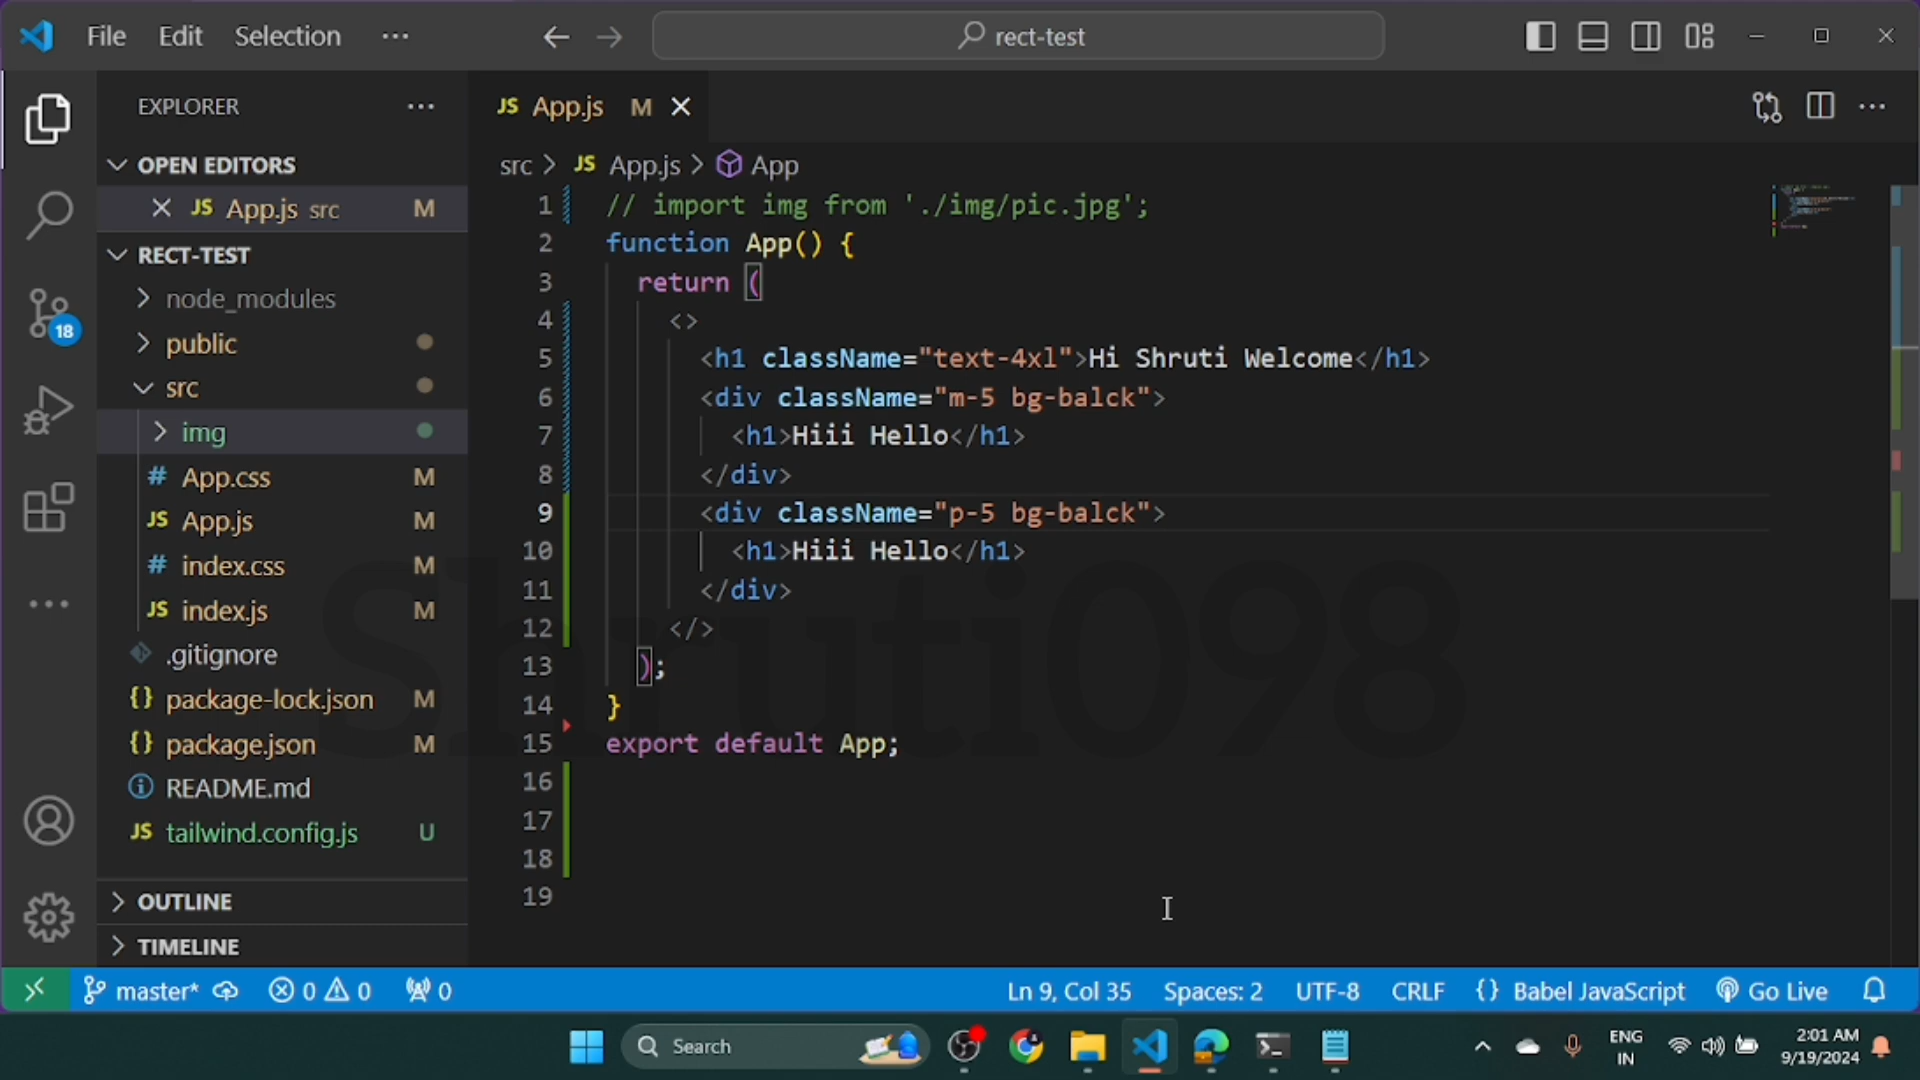 File Edit Selection ··· rect-test
EXPLORER ···
JS App.js M
OPEN EDITORS
JS App.js src M
RECT-TEST
node_modules
public
src
img
# App.css M
JS App.js M
# index.css M
JS index.js M
.gitignore
{} package-lock.json M
{} package.json M
README.md
JS tailwind.config.js U
OUTLINE
TIMELINE
18
src > JS App.js > App
1 // import img from './img/pic.jpg';
2 function App() {
3 return (
4 <>
5 <h1 className="text-4xl">Hi Shruti Welcome</h1>
6 <div className="m-5 bg-balck">
7 <h1>Hiii Hello</h1>
8 </div>
9 <div className="p-5 bg-balck">
10 <h1>Hiii Hello</h1>
11 </div>
12 </>
13 );
14 }
15 export default App;
16
17
18
19
Shruti098
master* 0 0 0 Ln 9, Col 35 Spaces: 2 UTF-8 CRLF {} Babel JavaScript Go Live
Search
ENG
IN
2:01 AM
9/19/2024